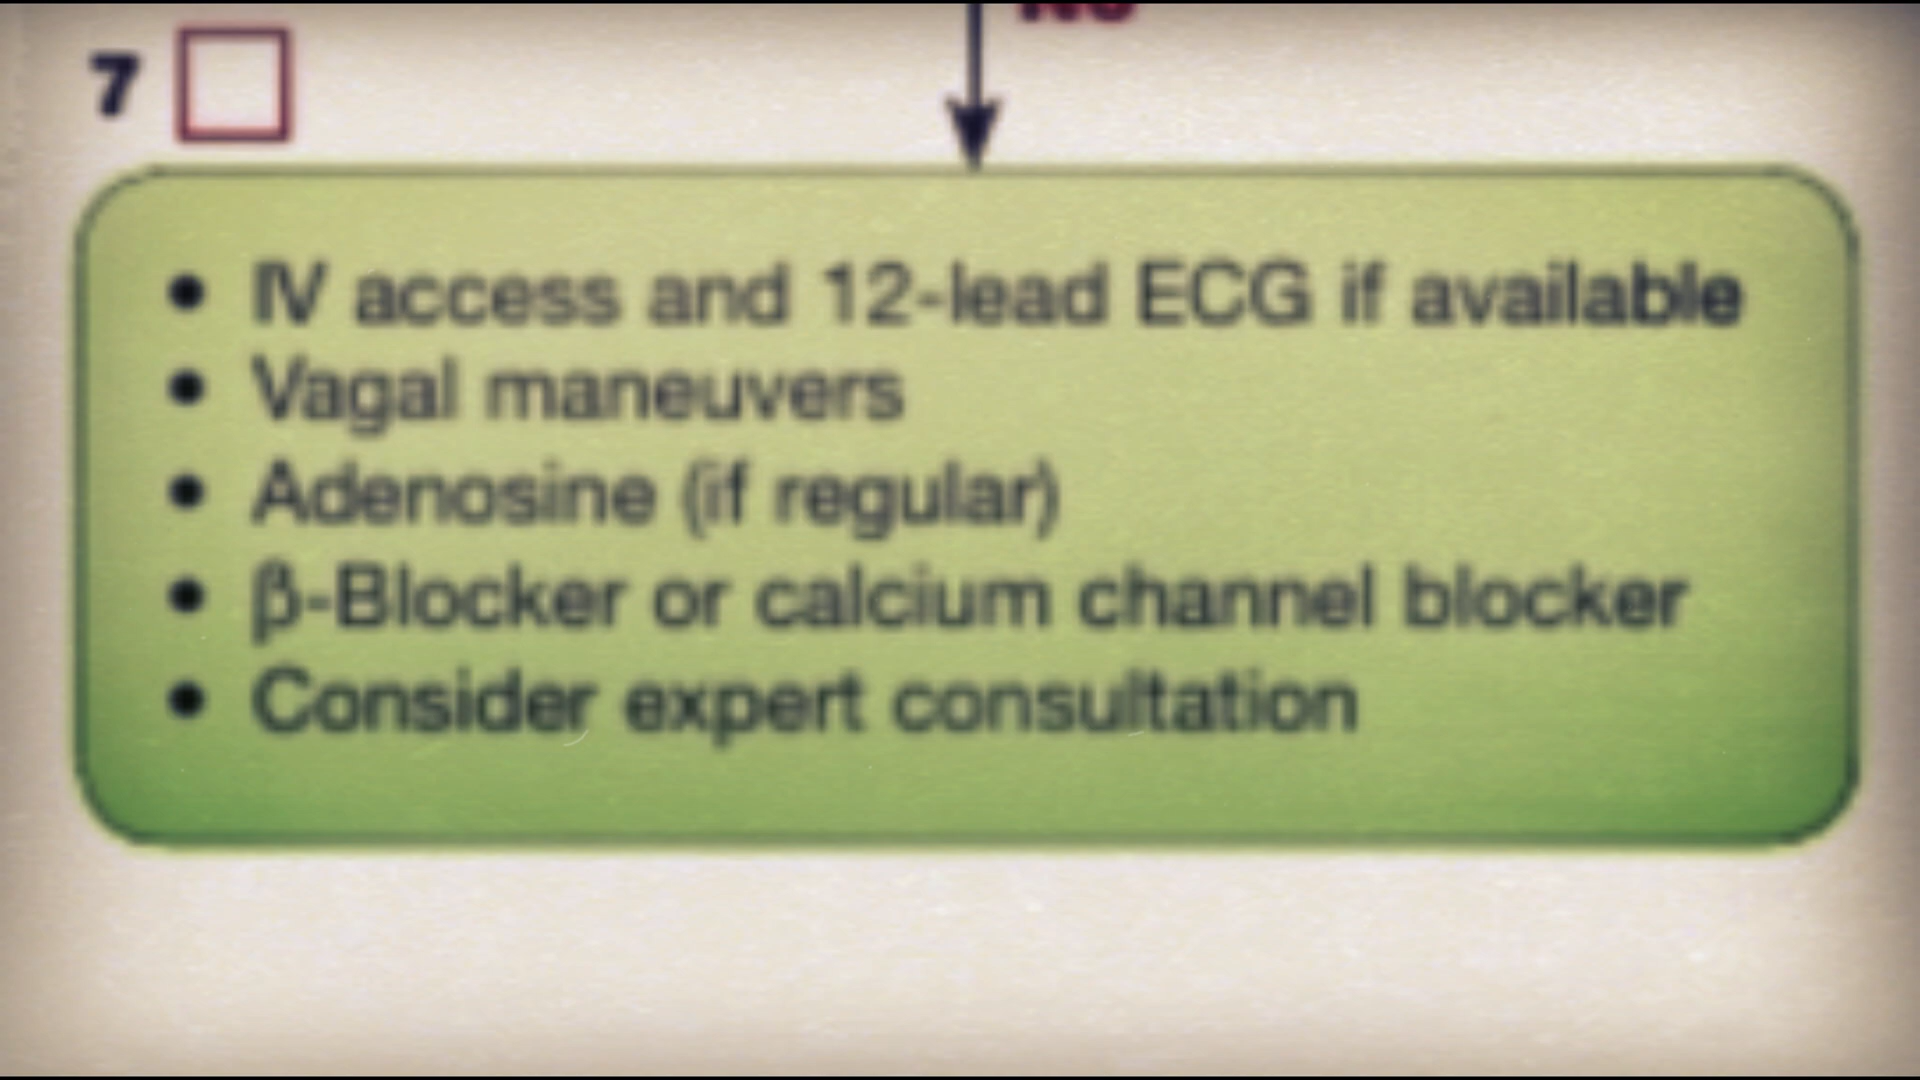 No
7
• IV access and 12-lead ECG if available
• Vagal maneuvers
• Adenosine (if regular)
• β-Blocker or calcium channel blocker
• Consider expert consultation